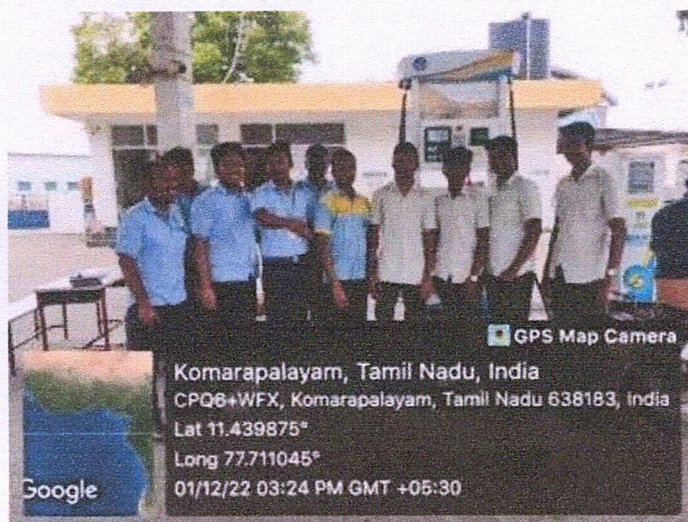 GPS Map Camera
Komarapalayam, Tamil Nadu, India
CPQ6+WFX, Komarapalayam, Tamil Nadu 638183, India
Lat 11.439875°
Long 77.711045°
01/12/22 03:24 PM GMT +05:30
Google